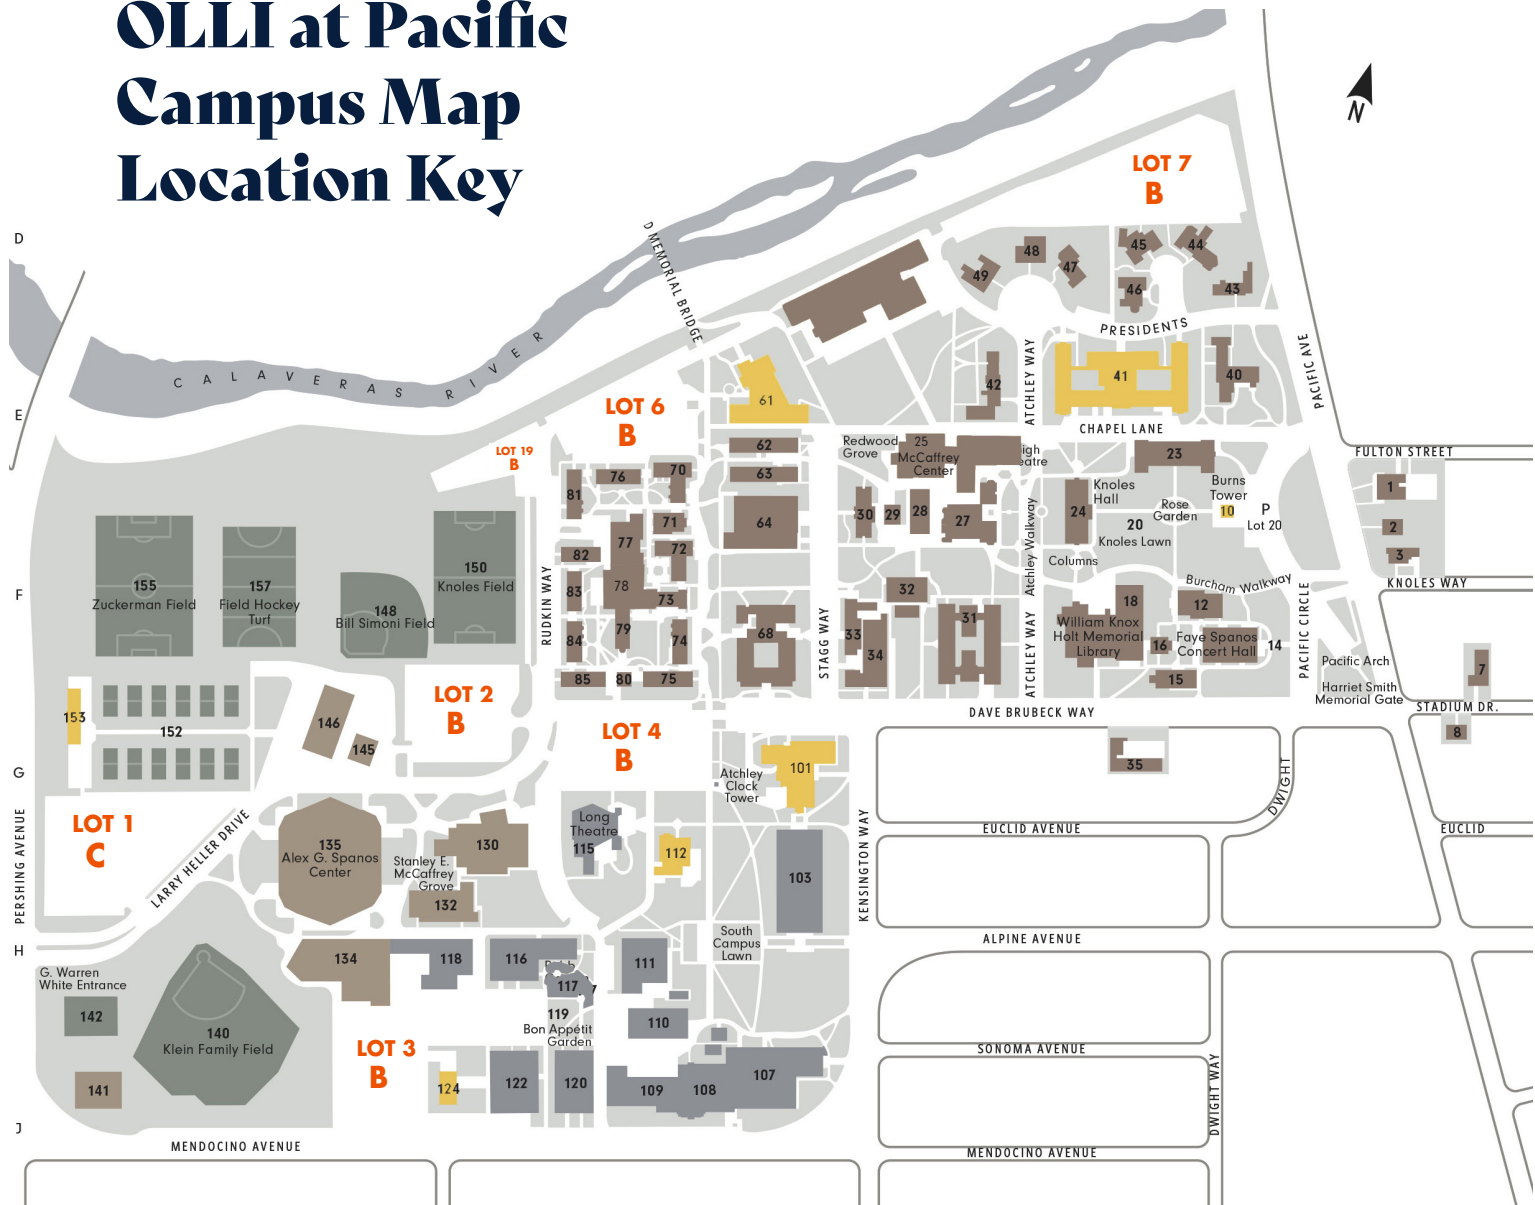 OLLI at Pacific
Campus Map
Location Key
N
D
E
F
G
H
J
CALAVERAS RIVER
D MEMORIAL BRIDGE
LOT 7
B
48
49
47
45
44
46
43
PRESIDENTS
PACIFIC AVE
ATCHLEY WAY
42
41
40
CHAPEL LANE
61
LOT 6
B
LOT 19
B
62
63
64
Redwood
Grove
25
McCaffrey
Center
23
Knoles
Hall
24
Burns
Tower
10
P
Lot 20
Rose
Garden
20
Knoles Lawn
Columns
Atchley Walkway
Burcham Walkway
FULTON STREET
1
2
3
KNOLES WAY
81
76
70
71
77
72
82
78
83
73
79
84
74
85
80
75
30
29
28
27
32
31
33
34
68
18
William Knox
Holt Memorial
Library
12
16
Faye Spanos
Concert Hall
14
15
PACIFIC CIRCLE
Pacific Arch
Harriet Smith
Memorial Gate
7
STADIUM DR.
8
RUDKIN WAY
STAGG WAY
ATCHLEY WAY
DAVE BRUBECK WAY
155
Zuckerman Field
157
Field Hockey
Turf
148
Bill Simoni Field
150
Knoles Field
153
152
146
145
LOT 2
B
LOT 4
B
101
Atchley
Clock
Tower
35
DWIGHT
EUCLID AVENUE
EUCLID
KENSINGTON WAY
PERSHING AVENUE
LOT 1
C
LARRY HELLER DRIVE
135
Alex G. Spanos
Center
130
Stanley E.
McCaffrey
Grove
132
Long
Theatre
115
112
103
South
Campus
Lawn
ALPINE AVENUE
G. Warren
White Entrance
142
140
Klein Family Field
141
134
118
116
117
119
Bon Appétit
Garden
111
110
LOT 3
B
124
122
120
109
108
107
SONOMA AVENUE
DWIGHT WAY
MENDOCINO AVENUE
MENDOCINO AVENUE